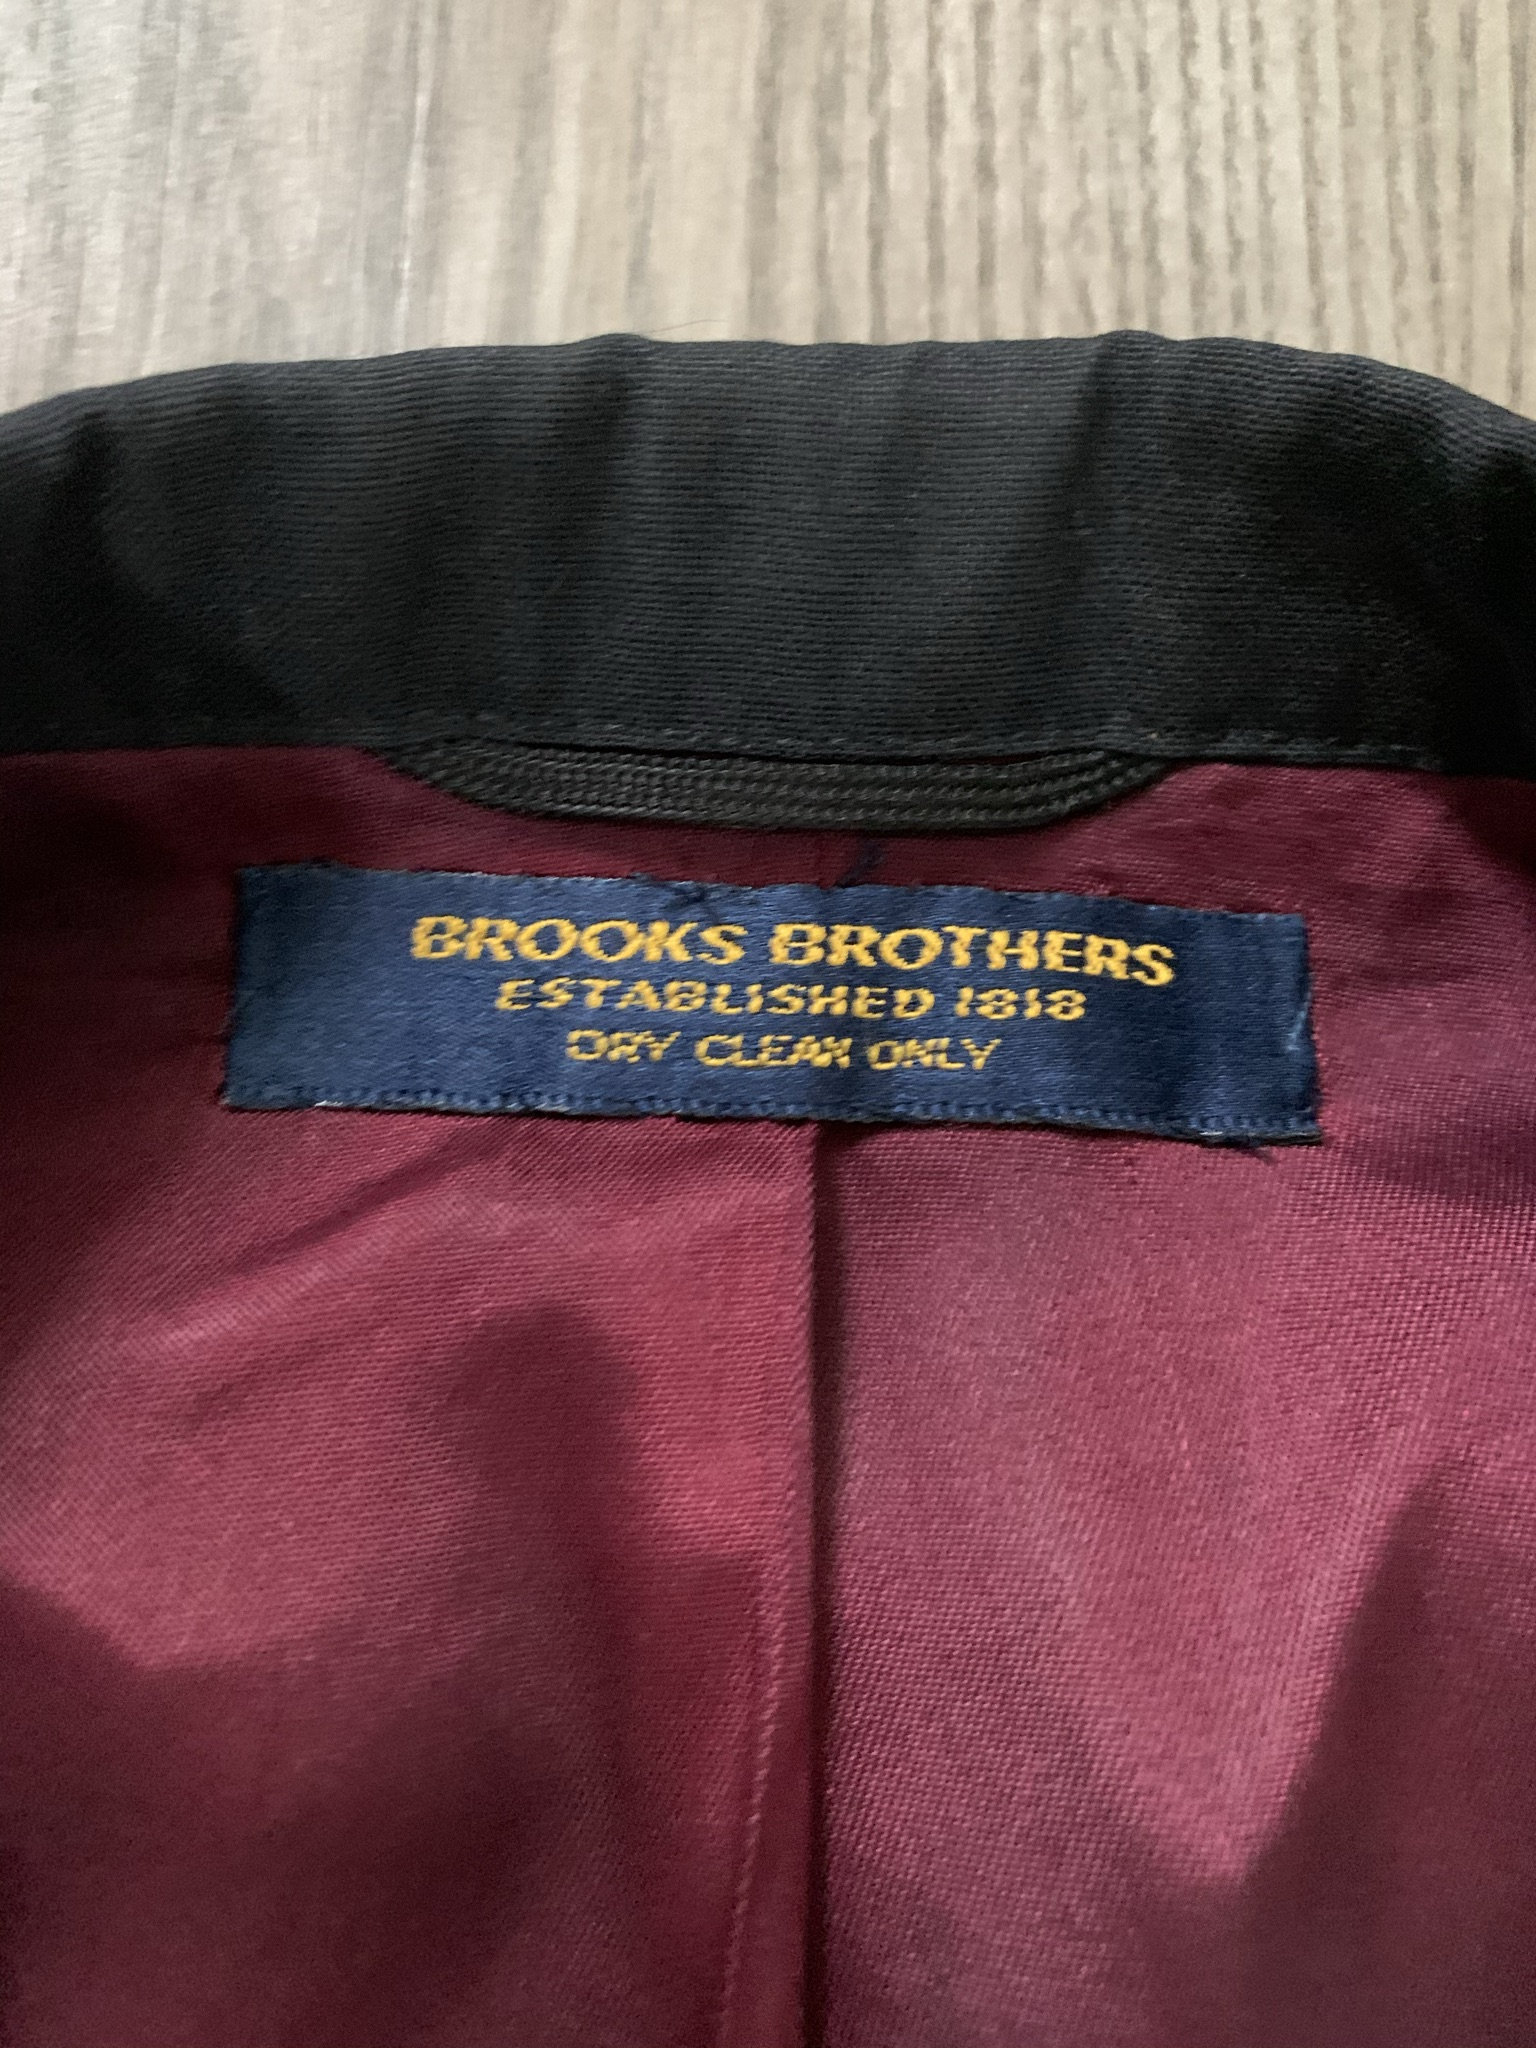 BROOKS BROTHERS
ESTABLISHED 1818
DRY CLEAN ONLY